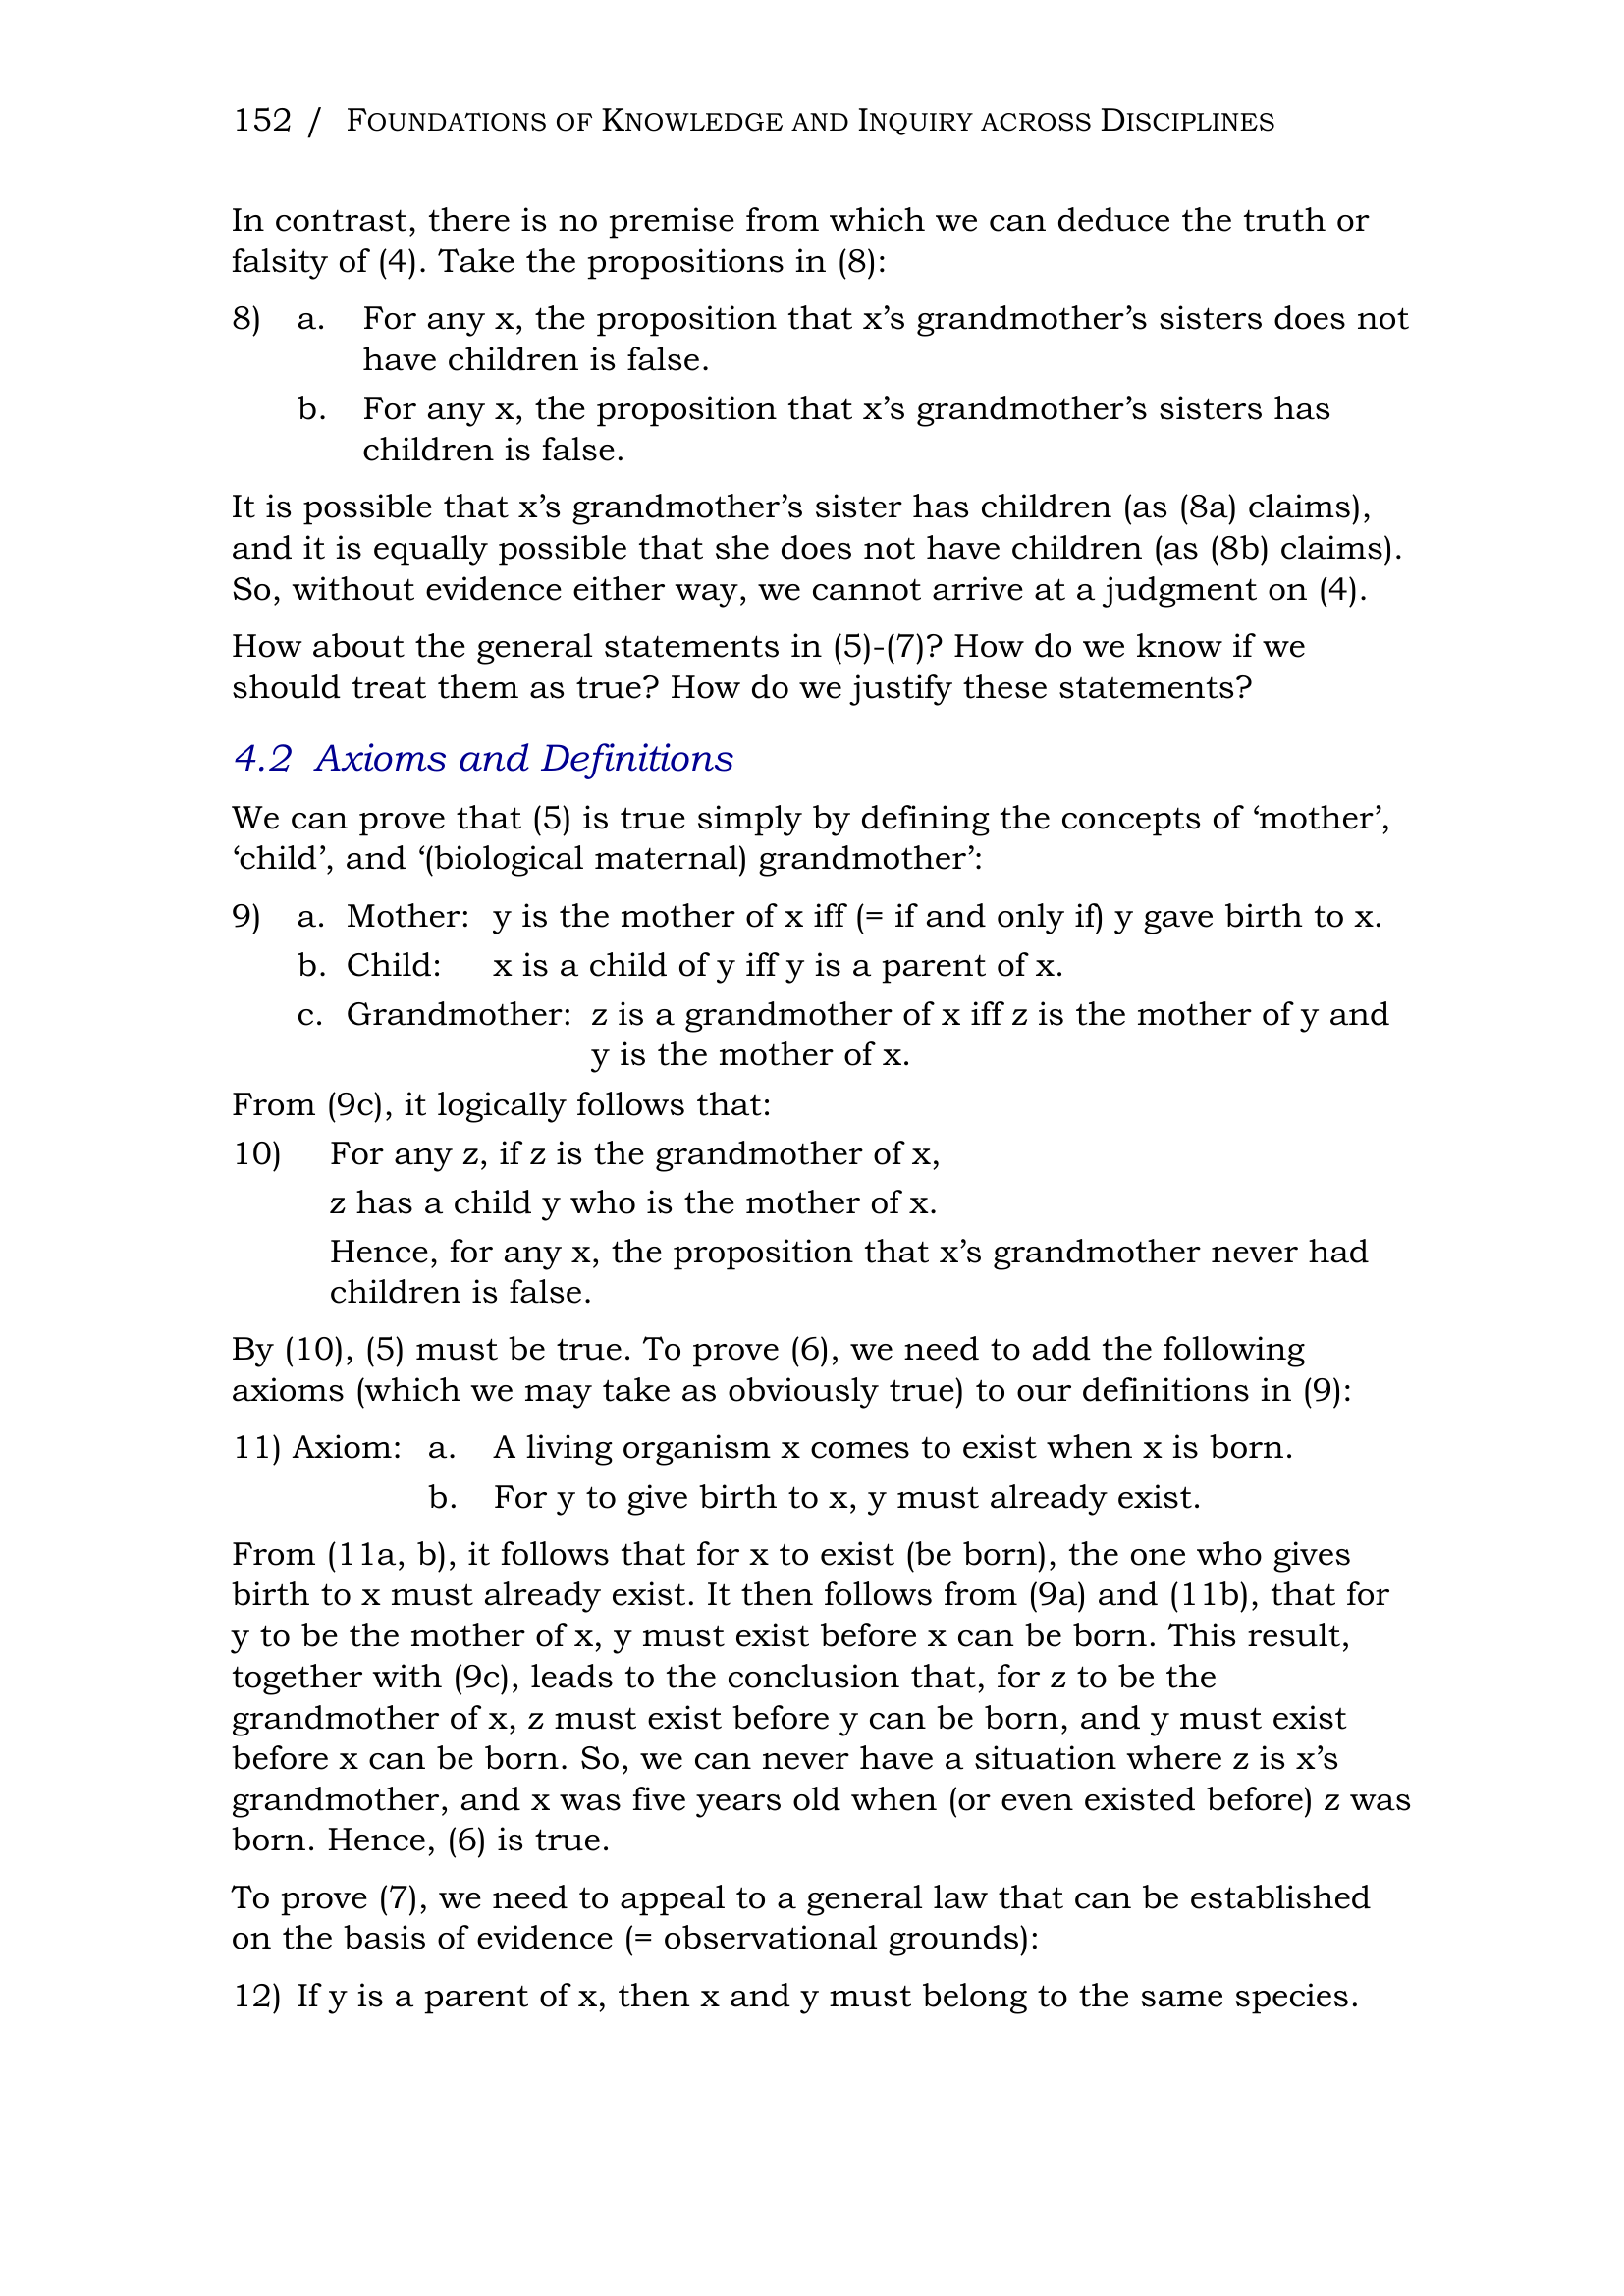 152 / FOUNDATIONS OF KNOWLEDGE AND INQUIRY ACROSS DISCIPLINES
In contrast, there is no premise from which we can deduce the truth or
falsity of (4). Take the propositions in (8):
8) a. For any x, the proposition that x’s grandmother’s sisters does not
have children is false.
b. For any x, the proposition that x’s grandmother’s sisters has
children is false.
It is possible that x’s grandmother’s sister has children (as (8a) claims),
and it is equally possible that she does not have children (as (8b) claims).
So, without evidence either way, we cannot arrive at a judgment on (4).
How about the general statements in (5)-(7)? How do we know if we
should treat them as true? How do we justify these statements?
4.2 Axioms and Definitions
We can prove that (5) is true simply by defining the concepts of ‘mother’,
‘child’, and ‘(biological maternal) grandmother’:
9) a. Mother: y is the mother of x iff (= if and only if) y gave birth to x.
b. Child: x is a child of y iff y is a parent of x.
c. Grandmother: z is a grandmother of x iff z is the mother of y and
y is the mother of x.
From (9c), it logically follows that:
10) For any z, if z is the grandmother of x,
z has a child y who is the mother of x.
Hence, for any x, the proposition that x’s grandmother never had
children is false.
By (10), (5) must be true. To prove (6), we need to add the following
axioms (which we may take as obviously true) to our definitions in (9):
11) Axiom: a. A living organism x comes to exist when x is born.
b. For y to give birth to x, y must already exist.
From (11a, b), it follows that for x to exist (be born), the one who gives
birth to x must already exist. It then follows from (9a) and (11b), that for
y to be the mother of x, y must exist before x can be born. This result,
together with (9c), leads to the conclusion that, for z to be the
grandmother of x, z must exist before y can be born, and y must exist
before x can be born. So, we can never have a situation where z is x’s
grandmother, and x was five years old when (or even existed before) z was
born. Hence, (6) is true.
To prove (7), we need to appeal to a general law that can be established
on the basis of evidence (= observational grounds):
12) If y is a parent of x, then x and y must belong to the same species.